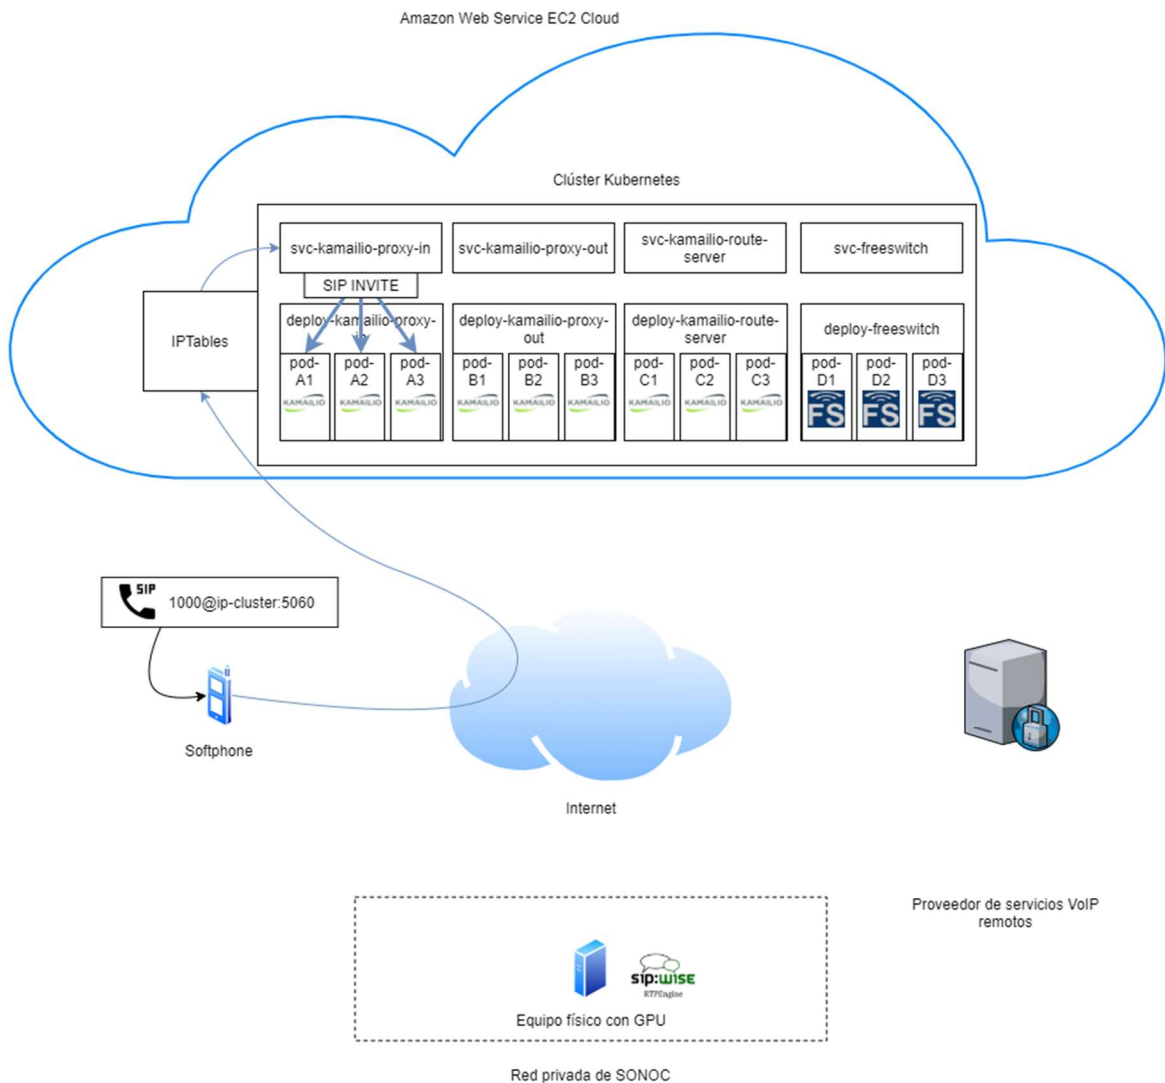 Amazon Web Service EC2 Cloud
Clúster Kubernetes
svc-kamailio-proxy-in
svc-kamailio-proxy-out
svc-kamailio-route-
server
svc-freeswitch
SIP INVITE
IPTables
deploy-kamailio-proxy-
deploy-kamailio-proxy-
out
deploy-kamailio-route-
server
deploy-freeswitch
pod-
A1
KAMAILIO
pod-
A2
KAMAILIO
pod-
A3
KAMAILIO
pod-
B1
KAMAILIO
pod-
B2
KAMAILIO
pod-
B3
KAMAILIO
pod-
C1
KAMAILIO
pod-
C2
KAMAILIO
pod-
C3
KAMAILIO
pod-
D1
FS
pod-
D2
FS
pod-
D3
FS
SIP
1000@ip-cluster:5060
Softphone
Internet
Proveedor de servicios VoIP
remotos
sip:wise
RTPEngine
Equipo físico con GPU
Red privada de SONOC